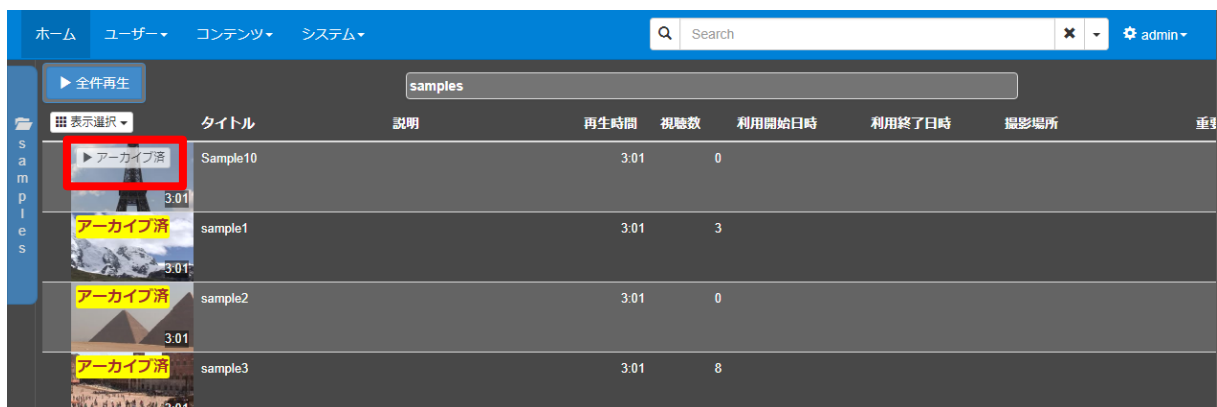 ホーム ユーザー コンテンツ システム Search admin
全件再生 samples
samples
表示選択 タイトル 説明 再生時間 視聴数 利用開始日時 利用終了日時 撮影場所
アーカイブ済 Sample10 3:01 0
3:01
アーカイブ済 sample1 3:01 3
3:01
アーカイブ済 sample2 3:01 0
3:01
アーカイブ済 sample3 3:01 8
3:01